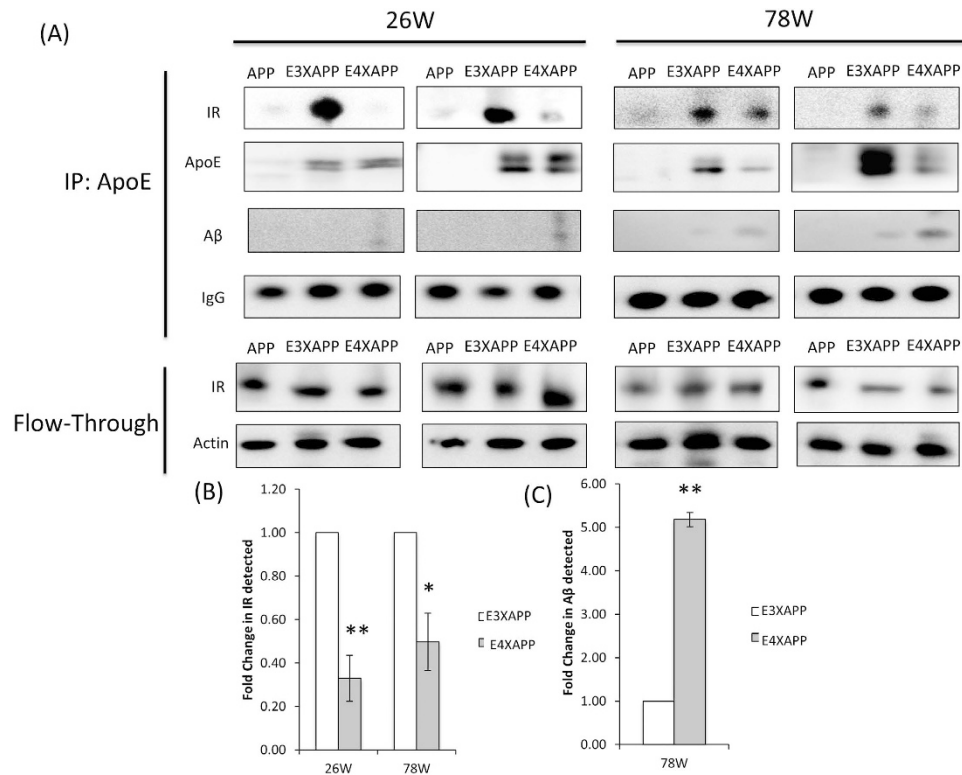 (A)
26W
78W
APP E3XAPP E4XAPP
APP E3XAPP E4XAPP
APP E3XAPP E4XAPP
APP E3XAPP E4XAPP
IP: ApoE
IR
ApoE
Aβ
IgG
APP E3XAPP E4XAPP
APP E3XAPP E4XAPP
APP E3XAPP E4XAPP
APP E3XAPP E4XAPP
Flow-Through
IR
Actin
(B)
Fold Change in IR detected
1.20
1.00
0.80
0.60
0.40
0.20
0.00
**
*
26W
78W
E3XAPP
E4XAPP
(C)
Fold Change in Aβ detected
6.00
5.00
4.00
3.00
2.00
1.00
0.00
**
78W
E3XAPP
E4XAPP